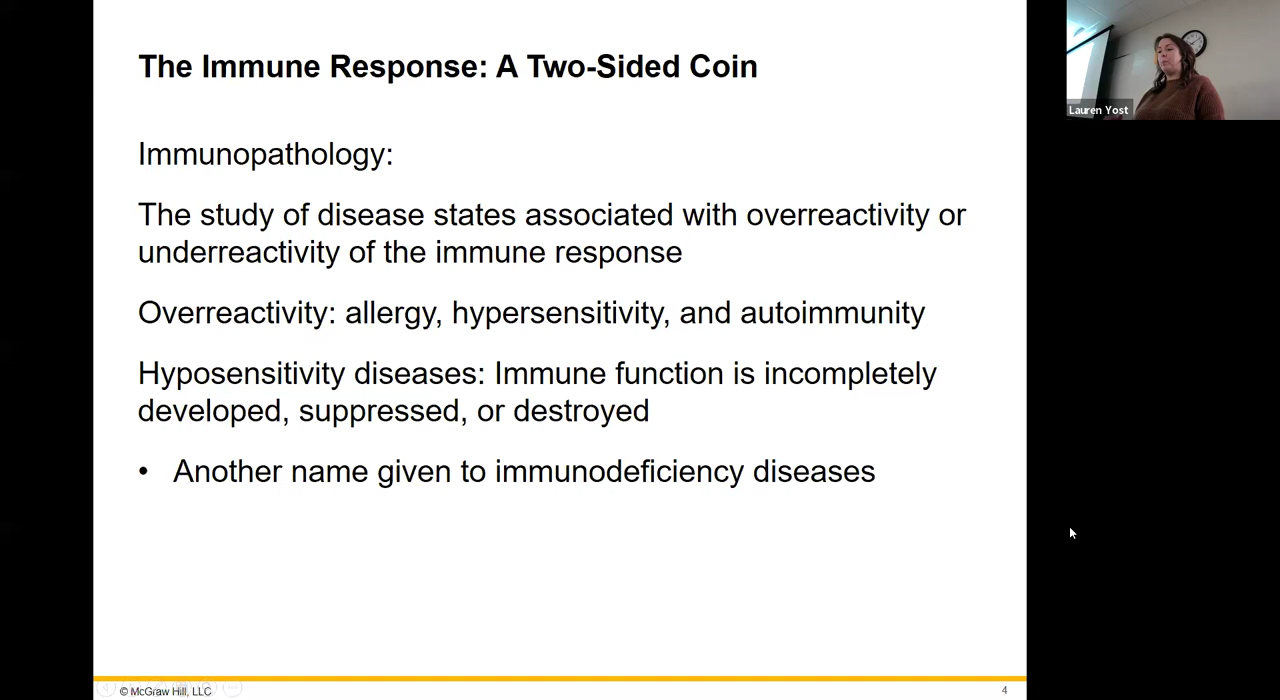 The Immune Response: A Two-Sided Coin
Lauren Yost
Immunopathology:
The study of disease states associated with overreactivity or
underreactivity of the immune response
Overreactivity: allergy, hypersensitivity, and autoimmunity
Hyposensitivity diseases: Immune function is incompletely
developed, suppressed, or destroyed
• Another name given to immunodeficiency diseases
© McGraw Hill, LLC
4